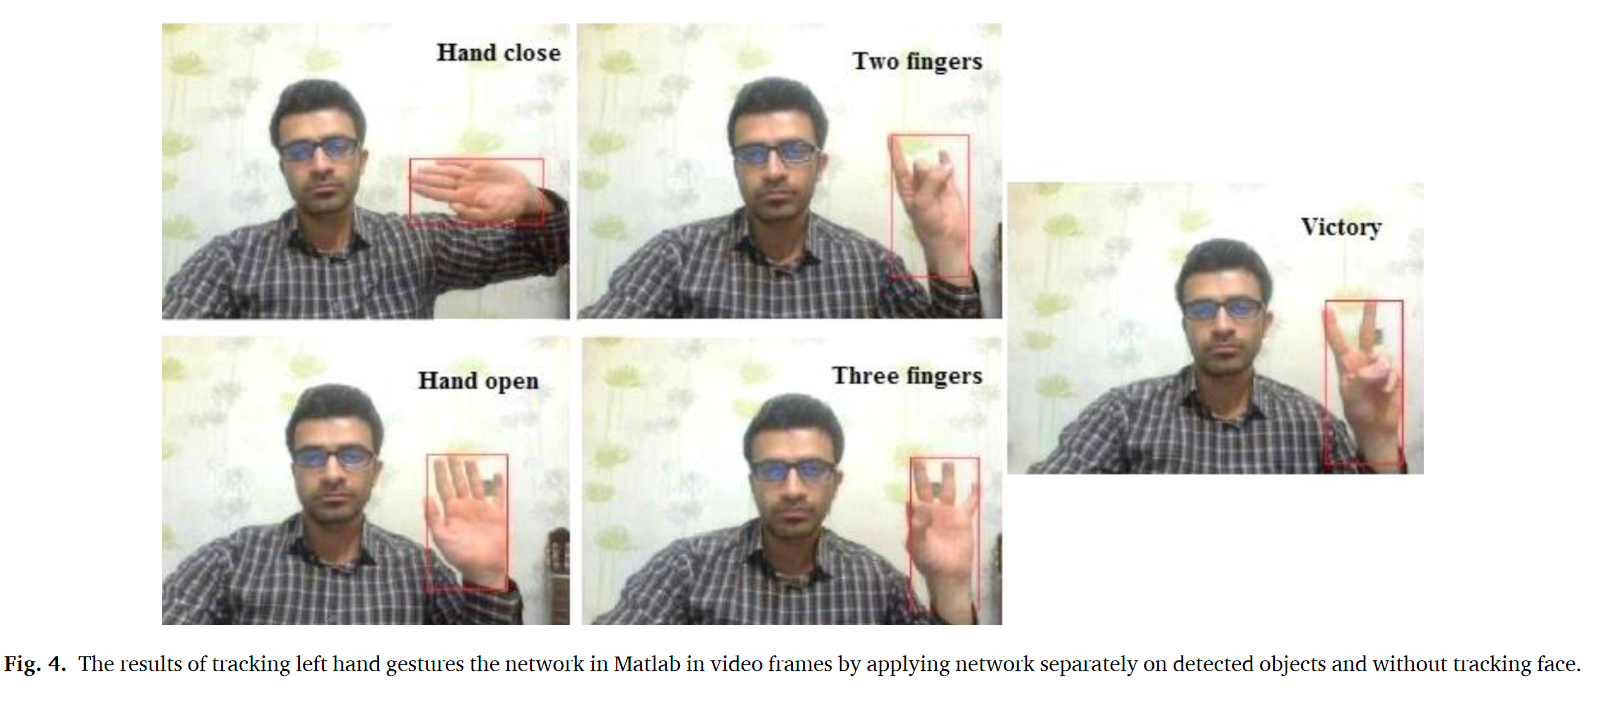 Hand close
Two fingers
Victory
Hand open
Three fingers
Fig. 4. The results of tracking left hand gestures the network in Matlab in video frames by applying network separately on detected objects and without tracking face.